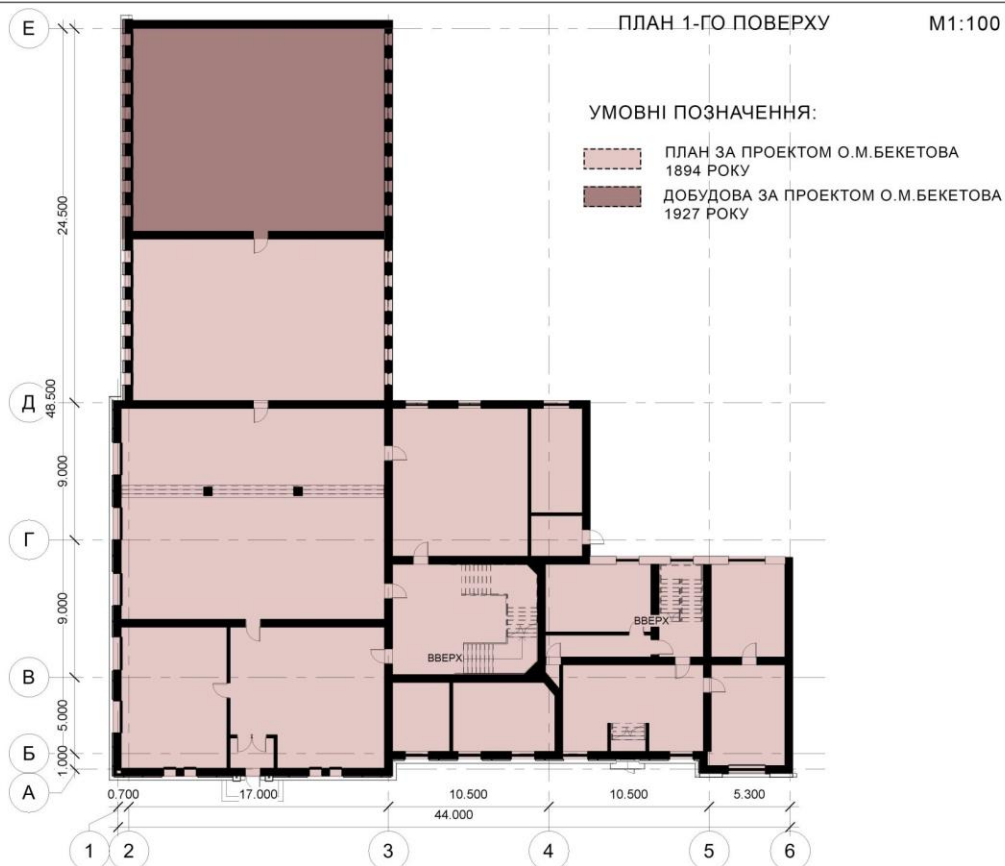 ПЛАН 1-ГО ПОВЕРХУ М1:100
УМОВНІ ПОЗНАЧЕННЯ:
ПЛАН ЗА ПРОЕКТОМ О.М.БЕКЕТОВА
1894 РОКУ
ДОБУДОВА ЗА ПРОЕКТОМ О.М.БЕКЕТОВА
1927 РОКУ
Е
24.500
Д
48.500
9.000
Г
9.000
ВВЕРХ
ВВЕРХ
В
5.000
Б
1.000
А
0.700 17.000 10.500 10.500 5.300
44.000
1 2 3 4 5 6